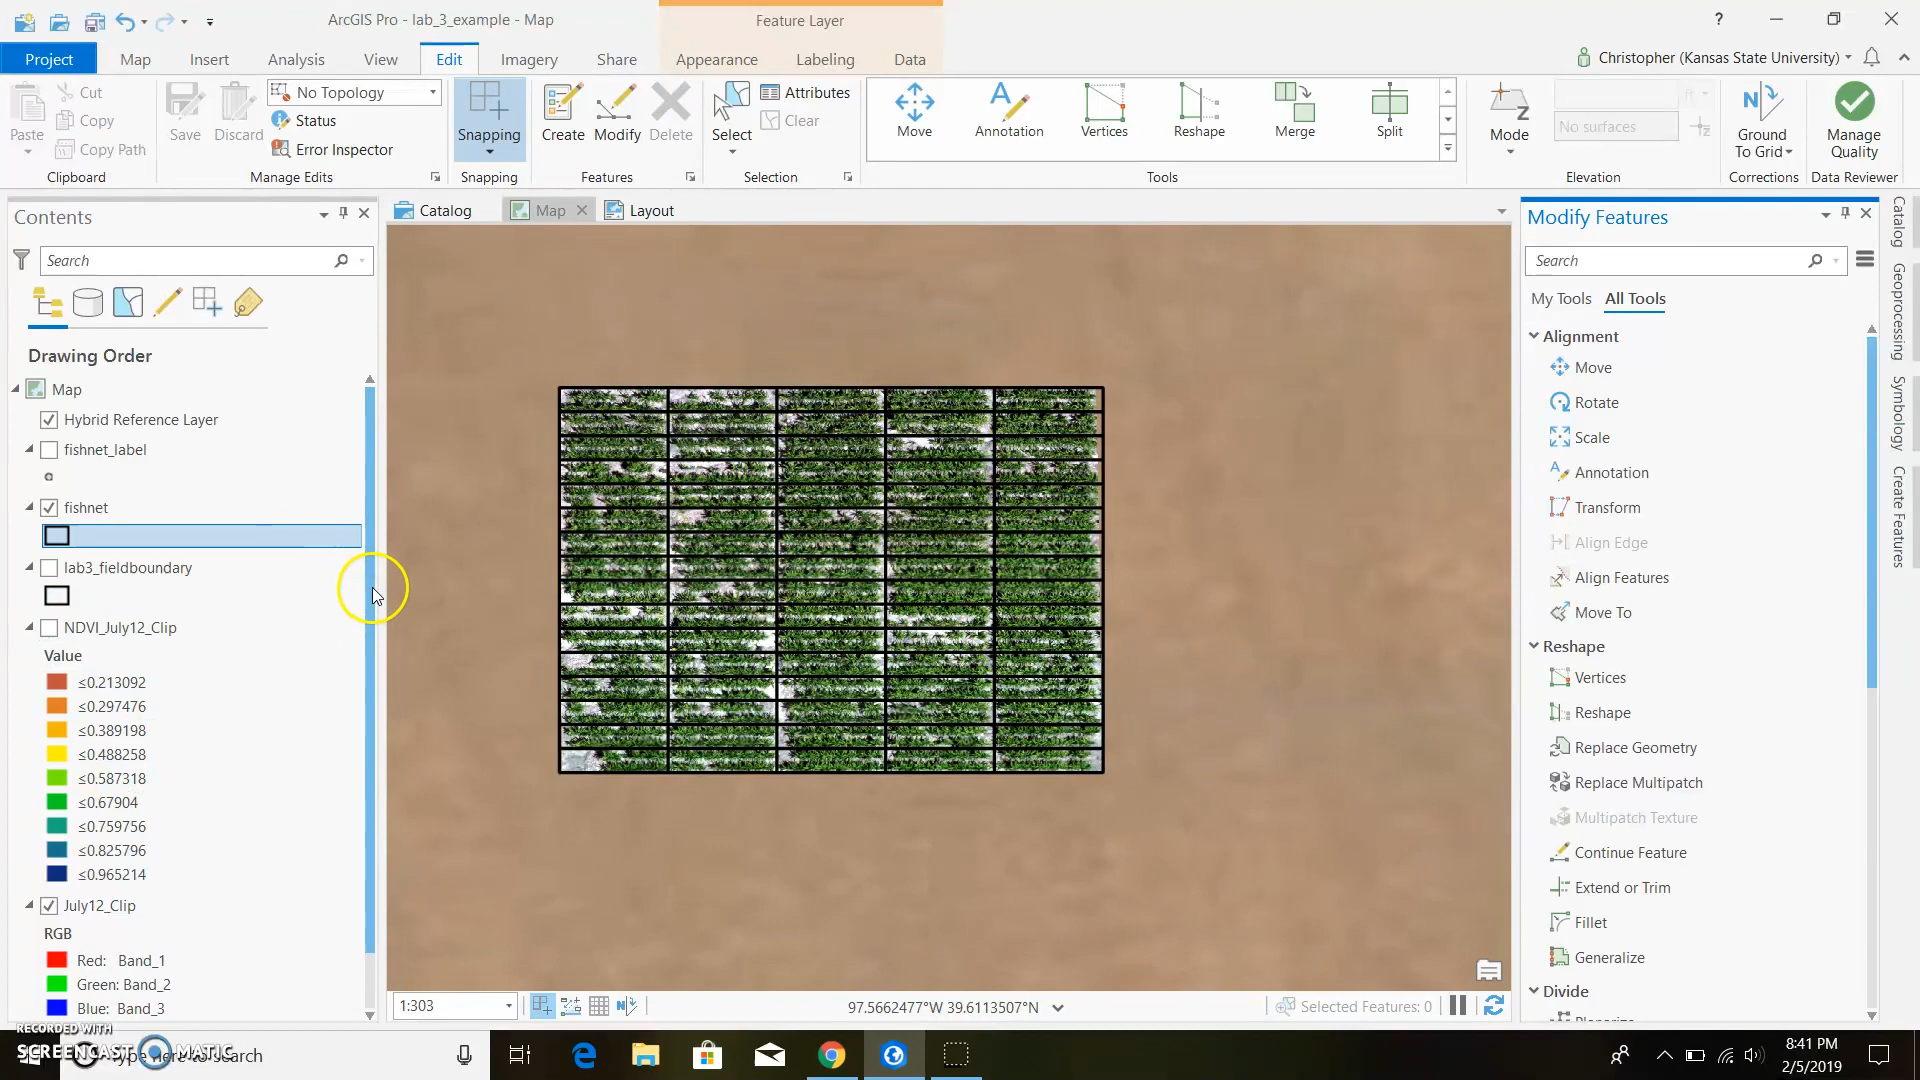 ArcGIS Pro - lab_3_example - Map
Feature Layer
?
Project
Map
Insert
Analysis
View
Edit
Imagery
Share
Appearance
Labeling
Data
Christopher (Kansas State University)
Paste
Cut
Copy
Copy Path
Clipboard
Save
Discard
No Topology
Status
Error Inspector
Manage Edits
Snapping
Snapping
Create
Modify
Delete
Features
Select
Attributes
Clear
Selection
Move
Annotation
Vertices
Reshape
Merge
Split
Tools
Mode
ft
No surfaces
Elevation
Ground To Grid
Corrections
Manage Quality
Data Reviewer
Contents
Search
Drawing Order
Map
Hybrid Reference Layer
fishnet_label
fishnet
lab3_fieldboundary
NDVI_July12_Clip
Value
≤0.213092
≤0.297476
≤0.389198
≤0.488258
≤0.587318
≤0.67904
≤0.759756
≤0.825796
≤0.965214
July12_Clip
RGB
Red: Band_1
Green: Band_2
Blue: Band_3
Catalog
Map
Layout
1:303
97.5662477°W 39.6113507°N
Selected Features: 0
Modify Features
Search
My Tools
All Tools
Alignment
Move
Rotate
Scale
Annotation
Transform
Align Edge
Align Features
Move To
Reshape
Vertices
Reshape
Replace Geometry
Replace Multipatch
Multipatch Texture
Continue Feature
Extend or Trim
Fillet
Generalize
Divide
Catalog
Geoprocessing
Symbology
Create Features
RECORDED WITH
SCREENCAST MATIC
Type here to search
8:41 PM
2/5/2019